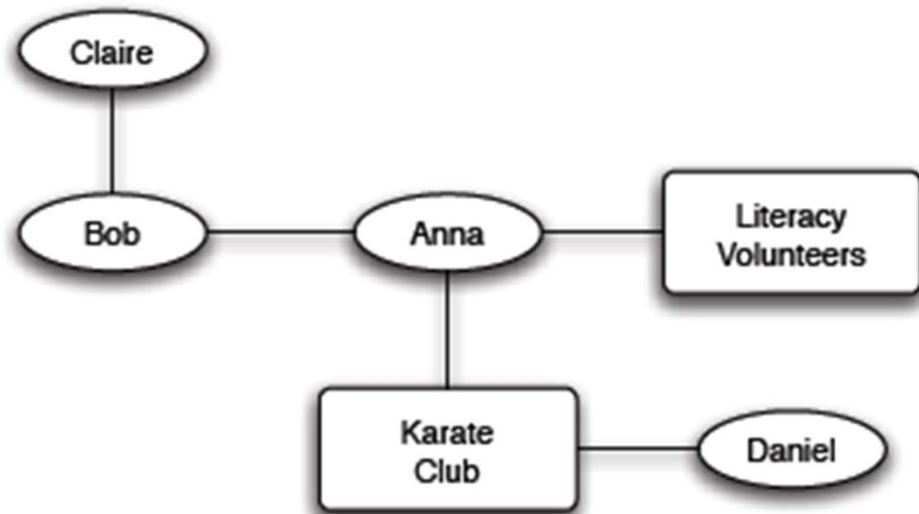 Claire
Bob
Anna
Literacy
Volunteers
Karate
Club
Daniel